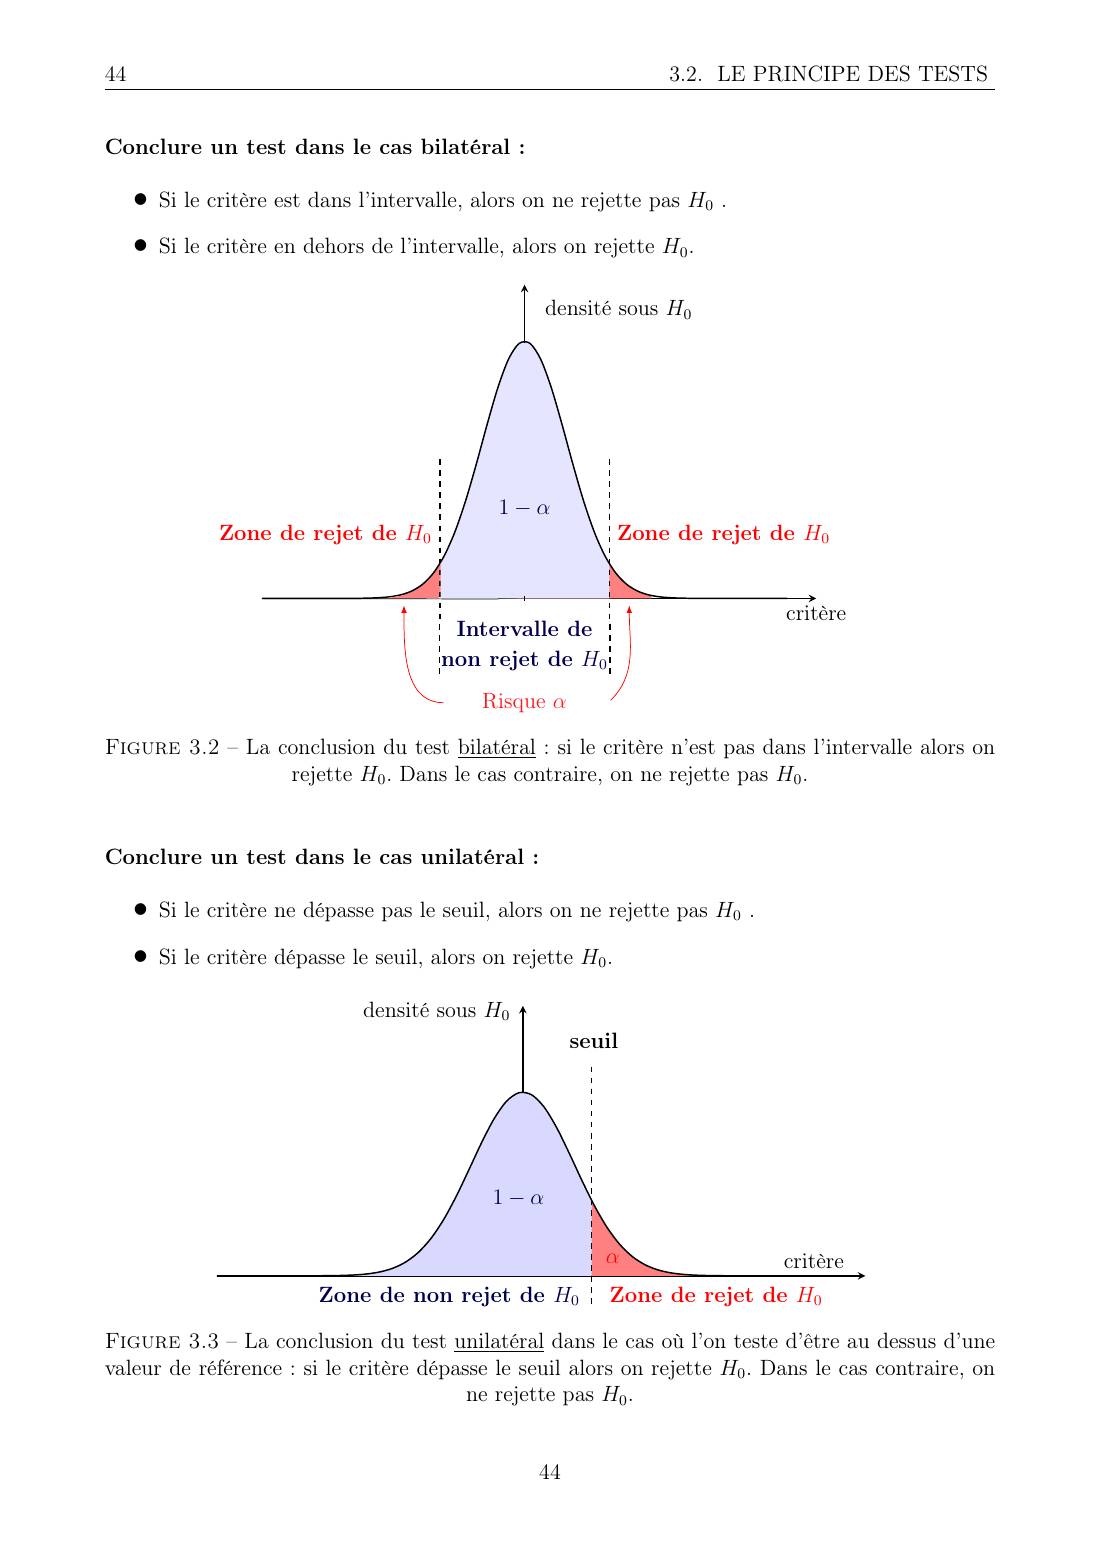 44 3.2. LE PRINCIPE DES TESTS
Conclure un test dans le cas bilatéral :
● Si le critère est dans l'intervalle, alors on ne rejette pas H₀ .
● Si le critère en dehors de l'intervalle, alors on rejette H₀.
densité sous H₀
1 − α
Zone de rejet de H₀ Zone de rejet de H₀
critère
Intervalle de
non rejet de H₀
Risque α
Figure 3.2 – La conclusion du test bilatéral : si le critère n'est pas dans l'intervalle alors on
rejette H₀. Dans le cas contraire, on ne rejette pas H₀.
Conclure un test dans le cas unilatéral :
● Si le critère ne dépasse pas le seuil, alors on ne rejette pas H₀ .
● Si le critère dépasse le seuil, alors on rejette H₀.
densité sous H₀
seuil
1 − α
α
critère
Zone de non rejet de H₀ Zone de rejet de H₀
Figure 3.3 – La conclusion du test unilatéral dans le cas où l'on teste d'être au dessus d'une
valeur de référence : si le critère dépasse le seuil alors on rejette H₀. Dans le cas contraire, on
ne rejette pas H₀.
44